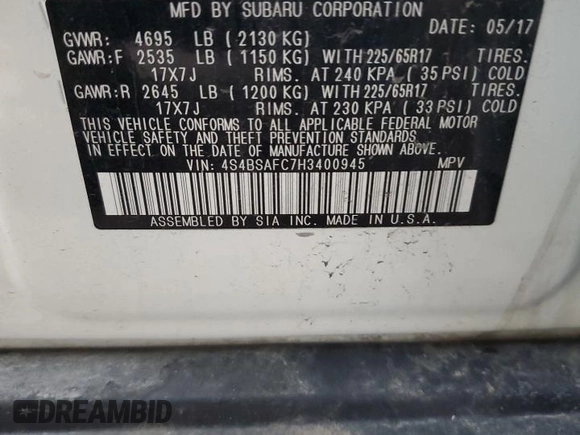 MFD BY SUBARU CORPORATION DATE: 05/17
GVWR: 4695 LB (2130 KG)
GAWR:F 2535 LB (1150 KG) WITH 225/65R17 TIRES.
17X7J RIMS. AT 240 KPA (35 PSI) COLD
GAWR:R 2645 LB (1200 KG) WITH 225/65R17 TIRES.
17X7J RIMS. AT 230 KPA (33 PSI) COLD
THIS VEHICLE CONFORMS TO ALL APPLICABLE FEDERAL MOTOR
VEHICLE SAFETY AND THEFT PREVENTION STANDARDS
IN EFFECT ON THE DATE OF MANUFACTURE SHOWN ABOVE.
VIN: 4S4BSAFC7H3400945 MPV
ASSEMBLED BY SIA INC. MADE IN U.S.A.
DREAMBID